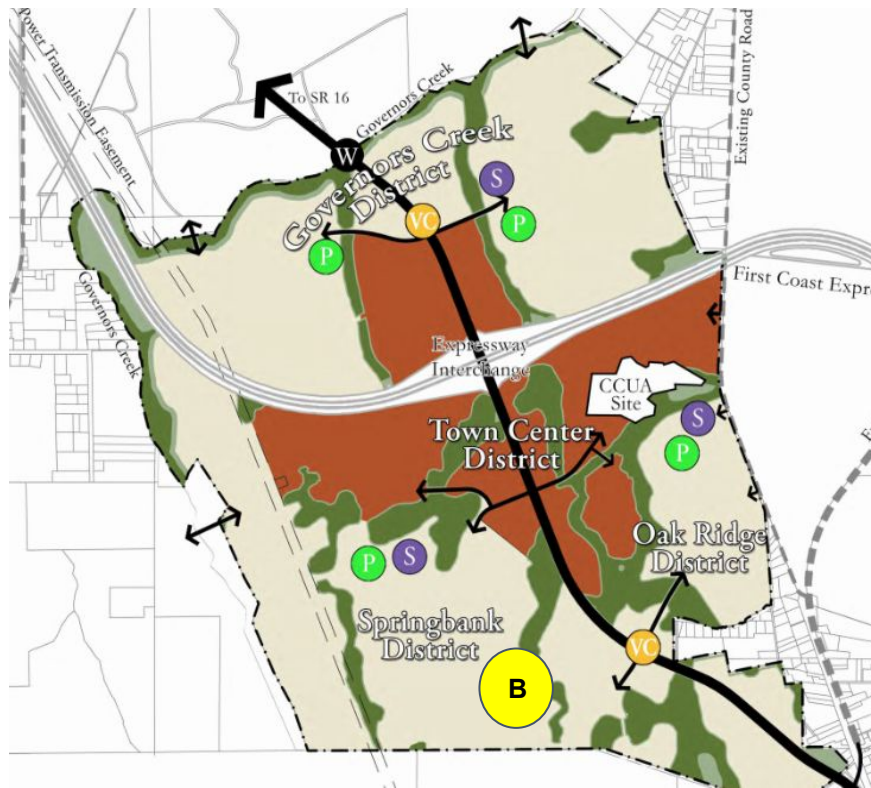 Power Transmission Easement
To SR 16
Governors Creek
Existing County Road
W
Governors Creek
District
S
VC
P
P
Governors Creek
First Coast Expre
Expressway
Interchange
CCUA
Site
S
Town Center
District
P
Oak Ridge
District
P
S
Springbank
District
VC
B